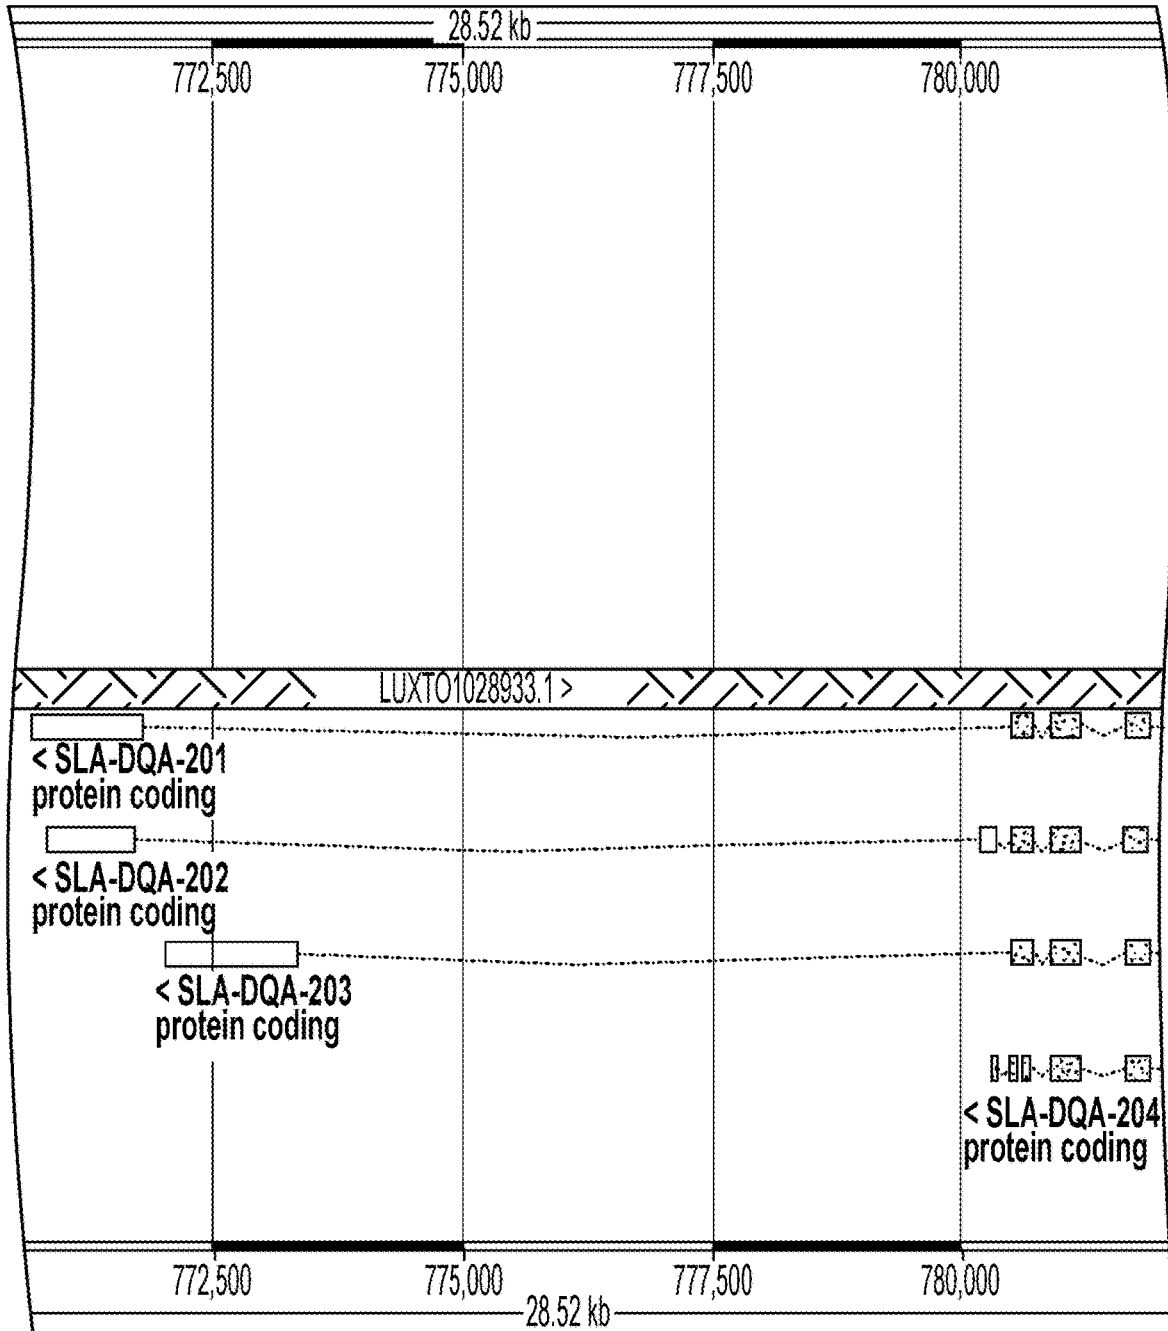 28.52 kb
772,500 775,000 777,500 780,000
LUXTO1028933.1 >
< SLA-DQA-201
protein coding
< SLA-DQA-202
protein coding
< SLA-DQA-203
protein coding
< SLA-DQA-204
protein coding
772,500 775,000 777,500 780,000
28.52 kb